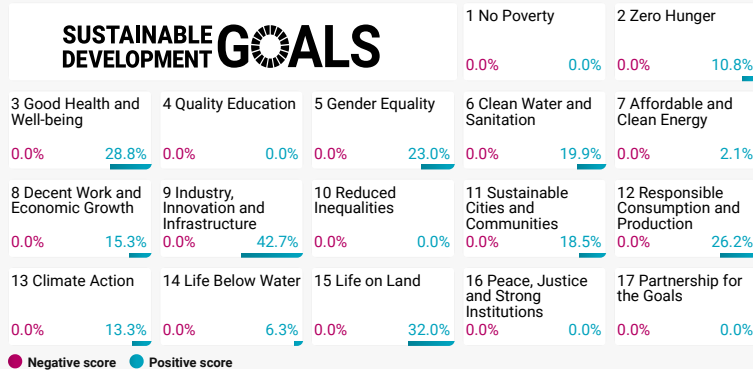 SUSTAINABLE
DEVELOPMENT
GOALS
1 No Poverty
0.0% 0.0%
2 Zero Hunger
0.0% 10.8%
3 Good Health and
Well-being
0.0% 28.8%
4 Quality Education
0.0% 0.0%
5 Gender Equality
0.0% 23.0%
6 Clean Water and
Sanitation
0.0% 19.9%
7 Affordable and
Clean Energy
0.0% 2.1%
8 Decent Work and
Economic Growth
0.0% 15.3%
9 Industry,
Innovation and
Infrastructure
0.0% 42.7%
10 Reduced
Inequalities
0.0% 0.0%
11 Sustainable
Cities and
Communities
0.0% 18.5%
12 Responsible
Consumption and
Production
0.0% 26.2%
13 Climate Action
0.0% 13.3%
14 Life Below Water
0.0% 6.3%
15 Life on Land
0.0% 32.0%
16 Peace, Justice
and Strong
Institutions
0.0% 0.0%
17 Partnership for
the Goals
0.0% 0.0%
Negative score Positive score